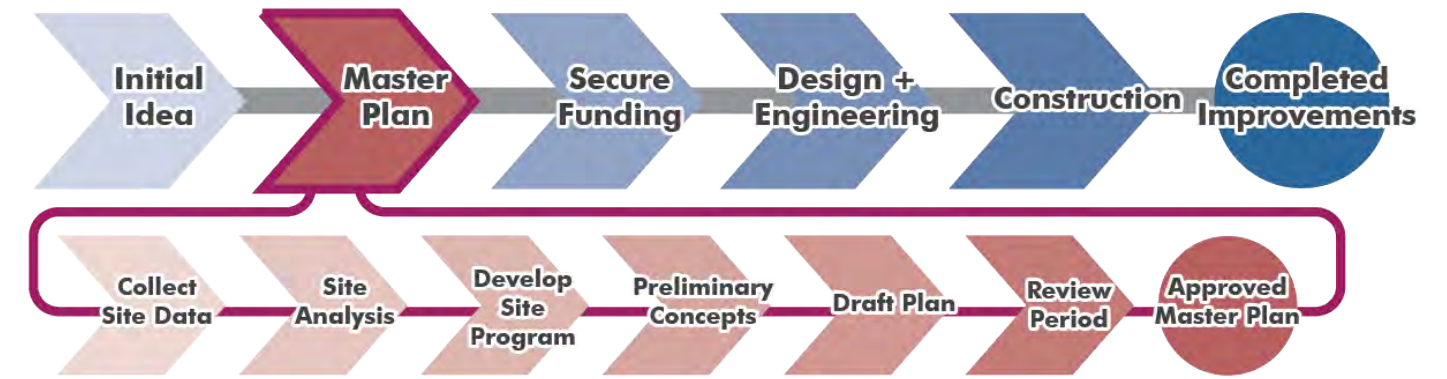 Initial
Idea
Master
Plan
Secure
Funding
Design +
Engineering
Construction
Completed
Improvements
Collect
Site Data
Site
Analysis
Develop
Site
Program
Preliminary
Concepts
Draft Plan
Review
Period
Approved
Master Plan